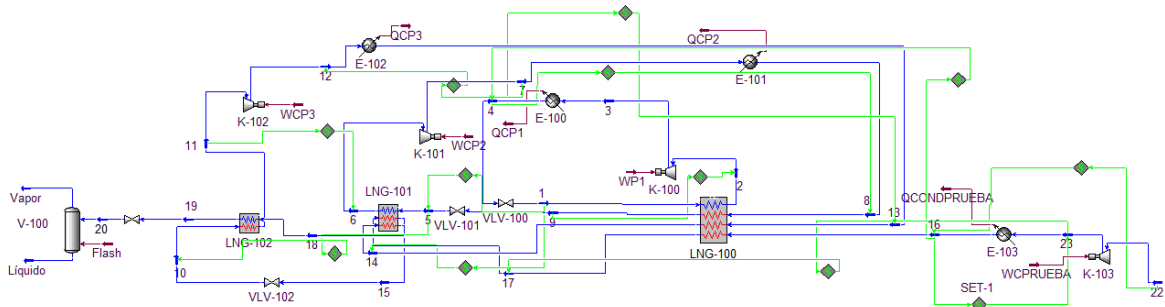 QCP3
E-102
12
QCP2
E-101
7
4
E-100
3
K-102
WCP3
QCP1
K-101
WCP2
11
WP1
K-100
2
Vapor
V-100
LNG-101
19
20
LNG-102
18
6
5
VLV-101
VLV-100
1
9
8
13
QCONDPRUEBA
16
E-103
23
Flash
Líquido
10
VLV-102
15
14
17
LNG-100
WCPRUEBA
K-103
SET-1
22